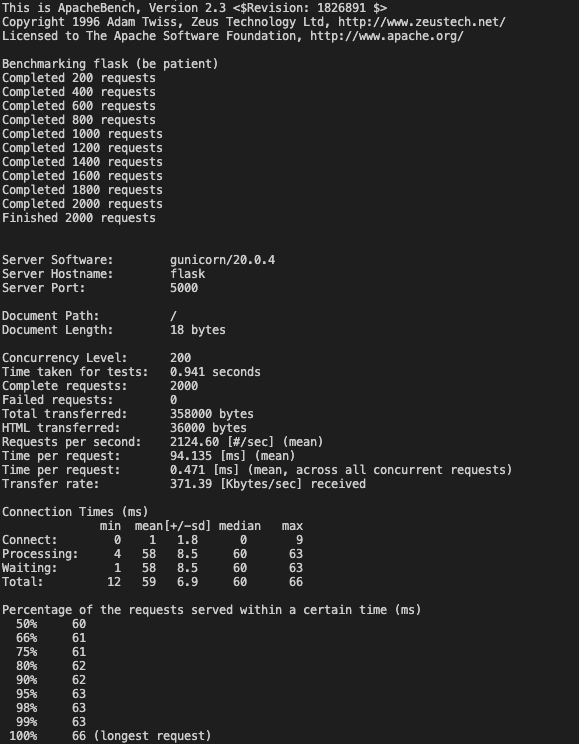 This is ApacheBench, Version 2.3 <$Revision: 1826891 $>
Copyright 1996 Adam Twiss, Zeus Technology Ltd, http://www.zeustech.net/
Licensed to The Apache Software Foundation, http://www.apache.org/

Benchmarking flask (be patient)
Completed 200 requests
Completed 400 requests
Completed 600 requests
Completed 800 requests
Completed 1000 requests
Completed 1200 requests
Completed 1400 requests
Completed 1600 requests
Completed 1800 requests
Completed 2000 requests
Finished 2000 requests


Server Software:        gunicorn/20.0.4
Server Hostname:        flask
Server Port:            5000

Document Path:          /
Document Length:        18 bytes

Concurrency Level:      200
Time taken for tests:   0.941 seconds
Complete requests:      2000
Failed requests:        0
Total transferred:      358000 bytes
HTML transferred:       36000 bytes
Requests per second:    2124.60 [#/sec] (mean)
Time per request:       94.135 [ms] (mean)
Time per request:       0.471 [ms] (mean, across all concurrent requests)
Transfer rate:          371.39 [Kbytes/sec] received

Connection Times (ms)
              min  mean[+/-sd] median   max
Connect:        0    1   1.8      0       9
Processing:     4   58   8.5     60      63
Waiting:        1   58   8.5     60      63
Total:         12   59   6.9     60      66

Percentage of the requests served within a certain time (ms)
  50%     60
  66%     61
  75%     61
  80%     62
  90%     62
  95%     63
  98%     63
  99%     63
 100%     66 (longest request)